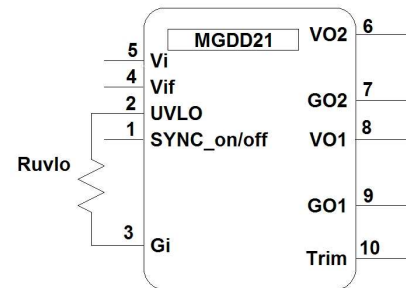 MGDD21
5 Vi
4 Vif
2 UVLO
1 SYNC_on/off
Ruvlo
3 Gi
VO2 6
GO2 7
VO1 8
GO1 9
Trim 10